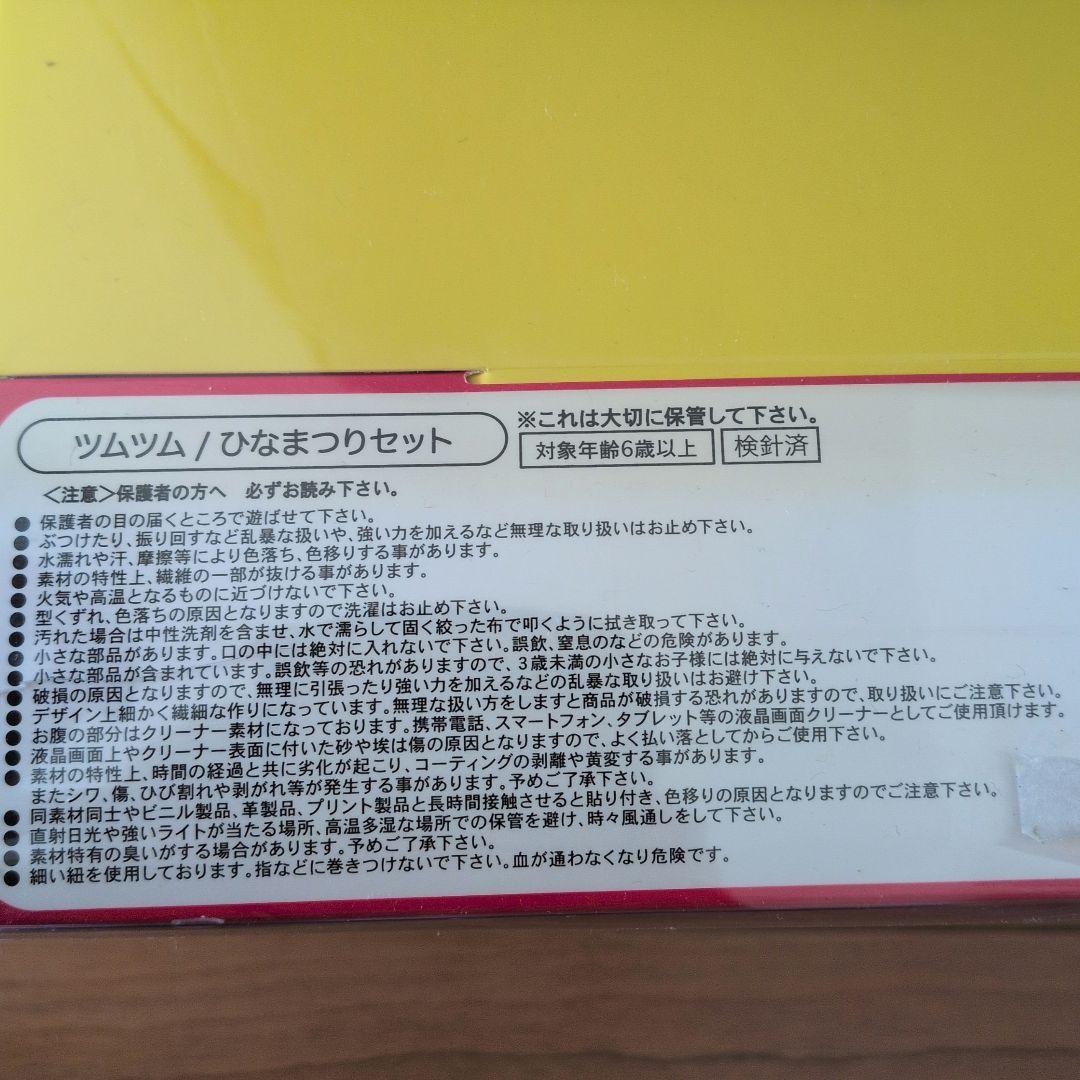 ツムツム / ひなまつりセット
※これは大切に保管して下さい。
対象年齢6歳以上
検針済
＜注意＞保護者の方へ 必ずお読み下さい。
● 保護者の目の届くところで遊ばせて下さい。
● ぶつけたり、振り回すなど乱暴な扱いや、強い力を加えるなど無理な取り扱いはお止め下さい。
● 水濡れや汗、摩擦等により色落ち、色移りする事があります。
● 素材の特性上、繊維の一部が抜ける事があります。
● 火気や高温となるものに近づけないで下さい。
● 型くずれ、色落ちの原因となりますので洗濯はお止め下さい。
● 汚れた場合は中性洗剤を含ませ、水で濡らして固く絞った布で叩くように拭き取って下さい。
● 小さな部品があります。口の中には絶対に入れないで下さい。誤飲、窒息のなどの危険があります。
● 小さな部品が含まれています。誤飲等の恐れがありますので、3歳未満の小さなお子様には絶対に与えないで下さい。
● 破損の原因となりますので、無理に引張ったり強い力を加えるなどの乱暴な取り扱いはお避け下さい。
● デザイン上細かく繊細な作りになっています。無理な扱い方をしますと商品が破損する恐れがありますので、取り扱いにご注意下さい。
● お腹の部分はクリーナー素材になっております。携帯電話、スマートフォン、タブレット等の液晶画面クリーナーとしてご使用頂けます。
● 液晶画面上やクリーナー表面に付いた砂や埃は傷の原因となりますので、よく払い落としてからご使用下さい。
● 素材の特性上、時間の経過と共に劣化が起こり、コーティングの剥離や黄変する事があります。
またシワ、傷、ひび割れや剥がれ等が発生する事があります。予めご了承下さい。
● 同素材同士やビニル製品、革製品、プリント製品と長時間接触させると貼り付き、色移りの原因となりますのでご注意下さい。
● 直射日光や強いライトが当たる場所、高温多湿な場所での保管を避け、時々風通しをして下さい。
● 素材特有の臭いがする場合があります。予めご了承下さい。
● 細い紐を使用しております。指などに巻きつけないで下さい。血が通わなくなり危険です。